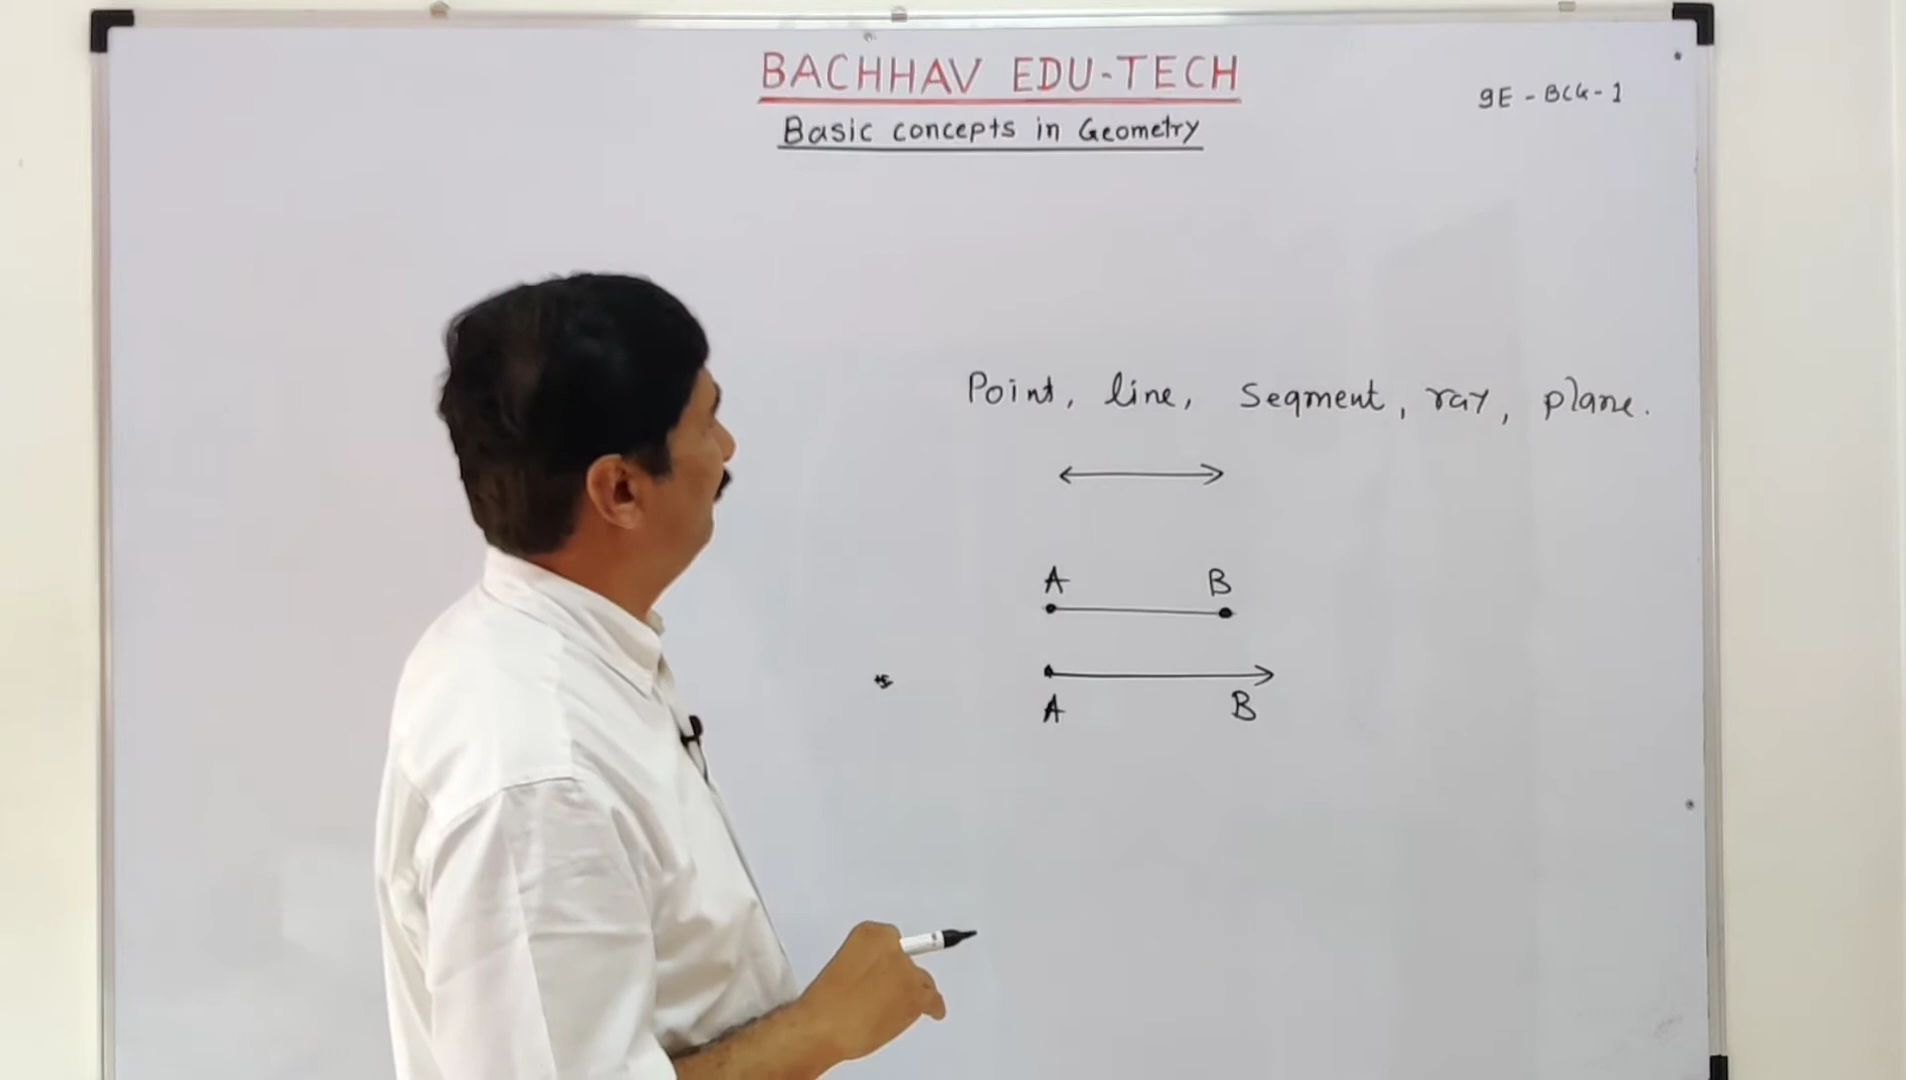 BACHHAV EDU-TECH
9E - BCG - 1
Basic concepts in Geometry
Point, line, Segment, ray, plane.
A B
A B